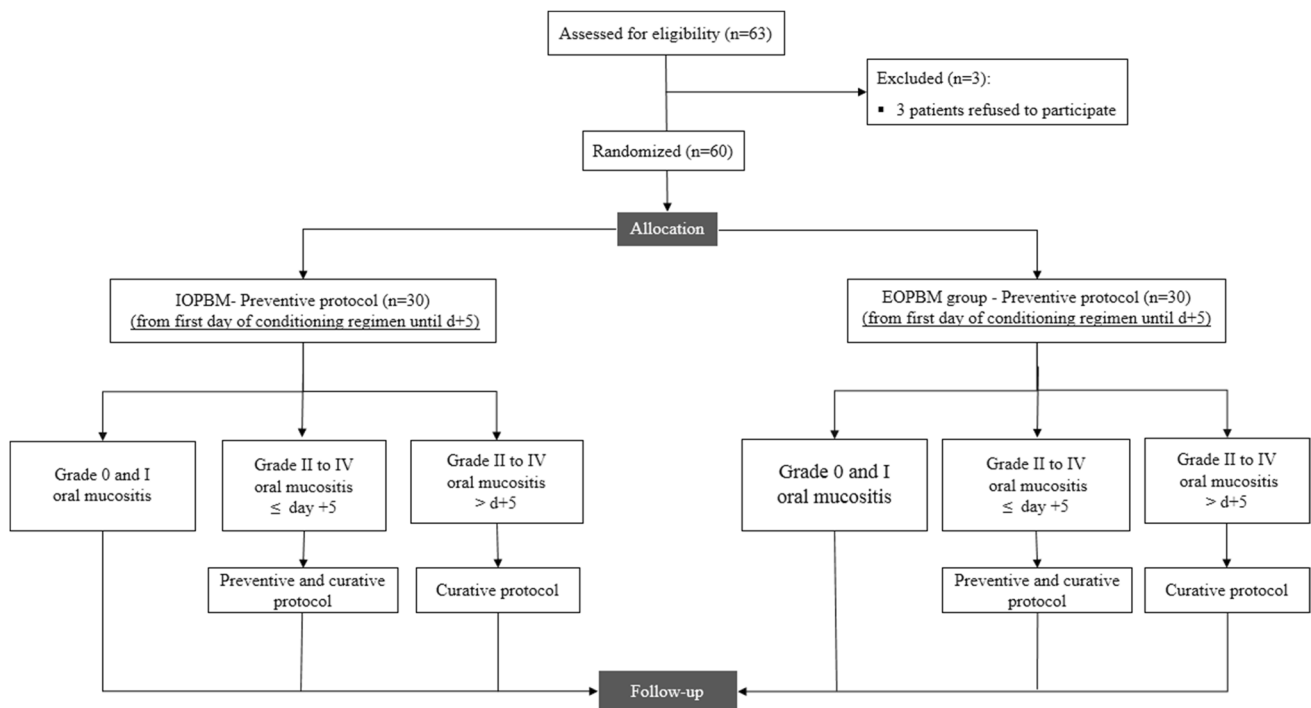 Assessed for eligibility (n=63)
Excluded (n=3):
▪ 3 patients refused to participate
Randomized (n=60)
Allocation
IOPBM- Preventive protocol (n=30)
(from first day of conditioning regimen until d+5)
EOPBM group - Preventive protocol (n=30)
(from first day of conditioning regimen until d+5)
Grade 0 and I
oral mucositis
Grade II to IV
oral mucositis
≤ day +5
Grade II to IV
oral mucositis
> d+5
Grade 0 and I
oral mucositis
Grade II to IV
oral mucositis
≤ day +5
Grade II to IV
oral mucositis
> d+5
Preventive and curative
protocol
Curative protocol
Preventive and curative
protocol
Curative protocol
Follow-up